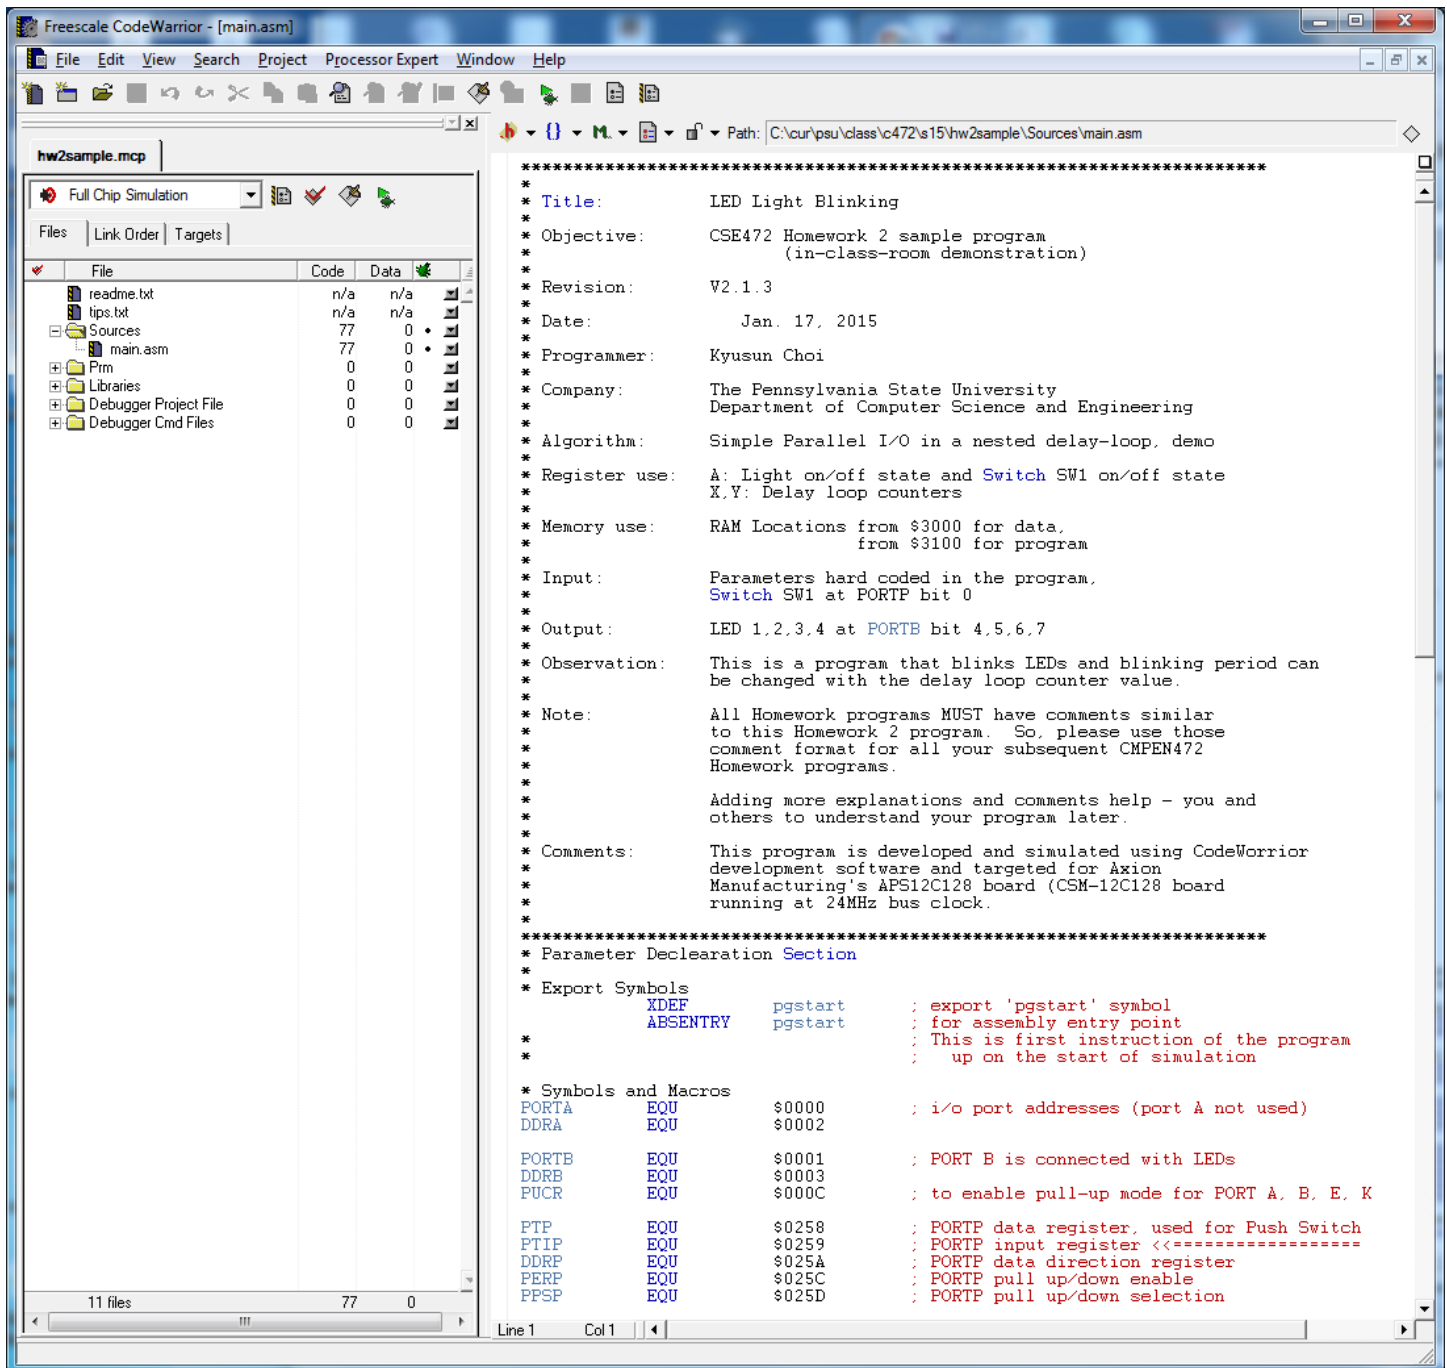 Freescale CodeWarrior - [main.asm]
File Edit View Search Project Processor Expert Window Help
hw2sample.mcp
Full Chip Simulation
Files Link Order Targets
File Code Data
readme.txt n/a n/a
tips.txt n/a n/a
Sources 77 0
main.asm 77 0
Prm 0 0
Libraries 0 0
Debugger Project File 0 0
Debugger Cmd Files 0 0
11 files 77 0
h {} M. Path: C:\cur\psu\class\c472\s15\hw2sample\Sources\main.asm
***********************************************************************
*
* Title: LED Light Blinking
*
* Objective: CSE472 Homework 2 sample program
* (in-class-room demonstration)
*
* Revision: V2.1.3
*
* Date: Jan. 17, 2015
*
* Programmer: Kyusun Choi
*
* Company: The Pennsylvania State University
* Department of Computer Science and Engineering
*
* Algorithm: Simple Parallel I/O in a nested delay-loop, demo
*
* Register use: A: Light on/off state and Switch SW1 on/off state
* X,Y: Delay loop counters
*
* Memory use: RAM Locations from $3000 for data,
* from $3100 for program
*
* Input: Parameters hard coded in the program,
* Switch SW1 at PORTP bit 0
*
* Output: LED 1,2,3,4 at PORTB bit 4,5,6,7
*
* Observation: This is a program that blinks LEDs and blinking period can
* be changed with the delay loop counter value.
*
* Note: All Homework programs MUST have comments similar
* to this Homework 2 program. So, please use those
* comment format for all your subsequent CMPEN472
* Homework programs.
*
* Adding more explanations and comments help - you and
* others to understand your program later.
*
* Comments: This program is developed and simulated using CodeWorrior
* development software and targeted for Axion
* Manufacturing's APS12C128 board (CSM-12C128 board
* running at 24MHz bus clock.
*
***********************************************************************
* Parameter Declearation Section
*
* Export Symbols
XDEF pgstart ; export 'pgstart' symbol
ABSENTRY pgstart ; for assembly entry point
* ; This is first instruction of the program
* ; up on the start of simulation
* Symbols and Macros
PORTA EQU $0000 ; i/o port addresses (port A not used)
DDRA EQU $0002
PORTB EQU $0001 ; PORT B is connected with LEDs
DDRB EQU $0003
PUCR EQU $000C ; to enable pull-up mode for PORT A, B, E, K
PTP EQU $0258 ; PORTP data register, used for Push Switch
PTIP EQU $0259 ; PORTP input register <<==================
DDRP EQU $025A ; PORTP data direction register
PERP EQU $025C ; PORTP pull up/down enable
PPSP EQU $025D ; PORTP pull up/down selection
Line 1 Col 1